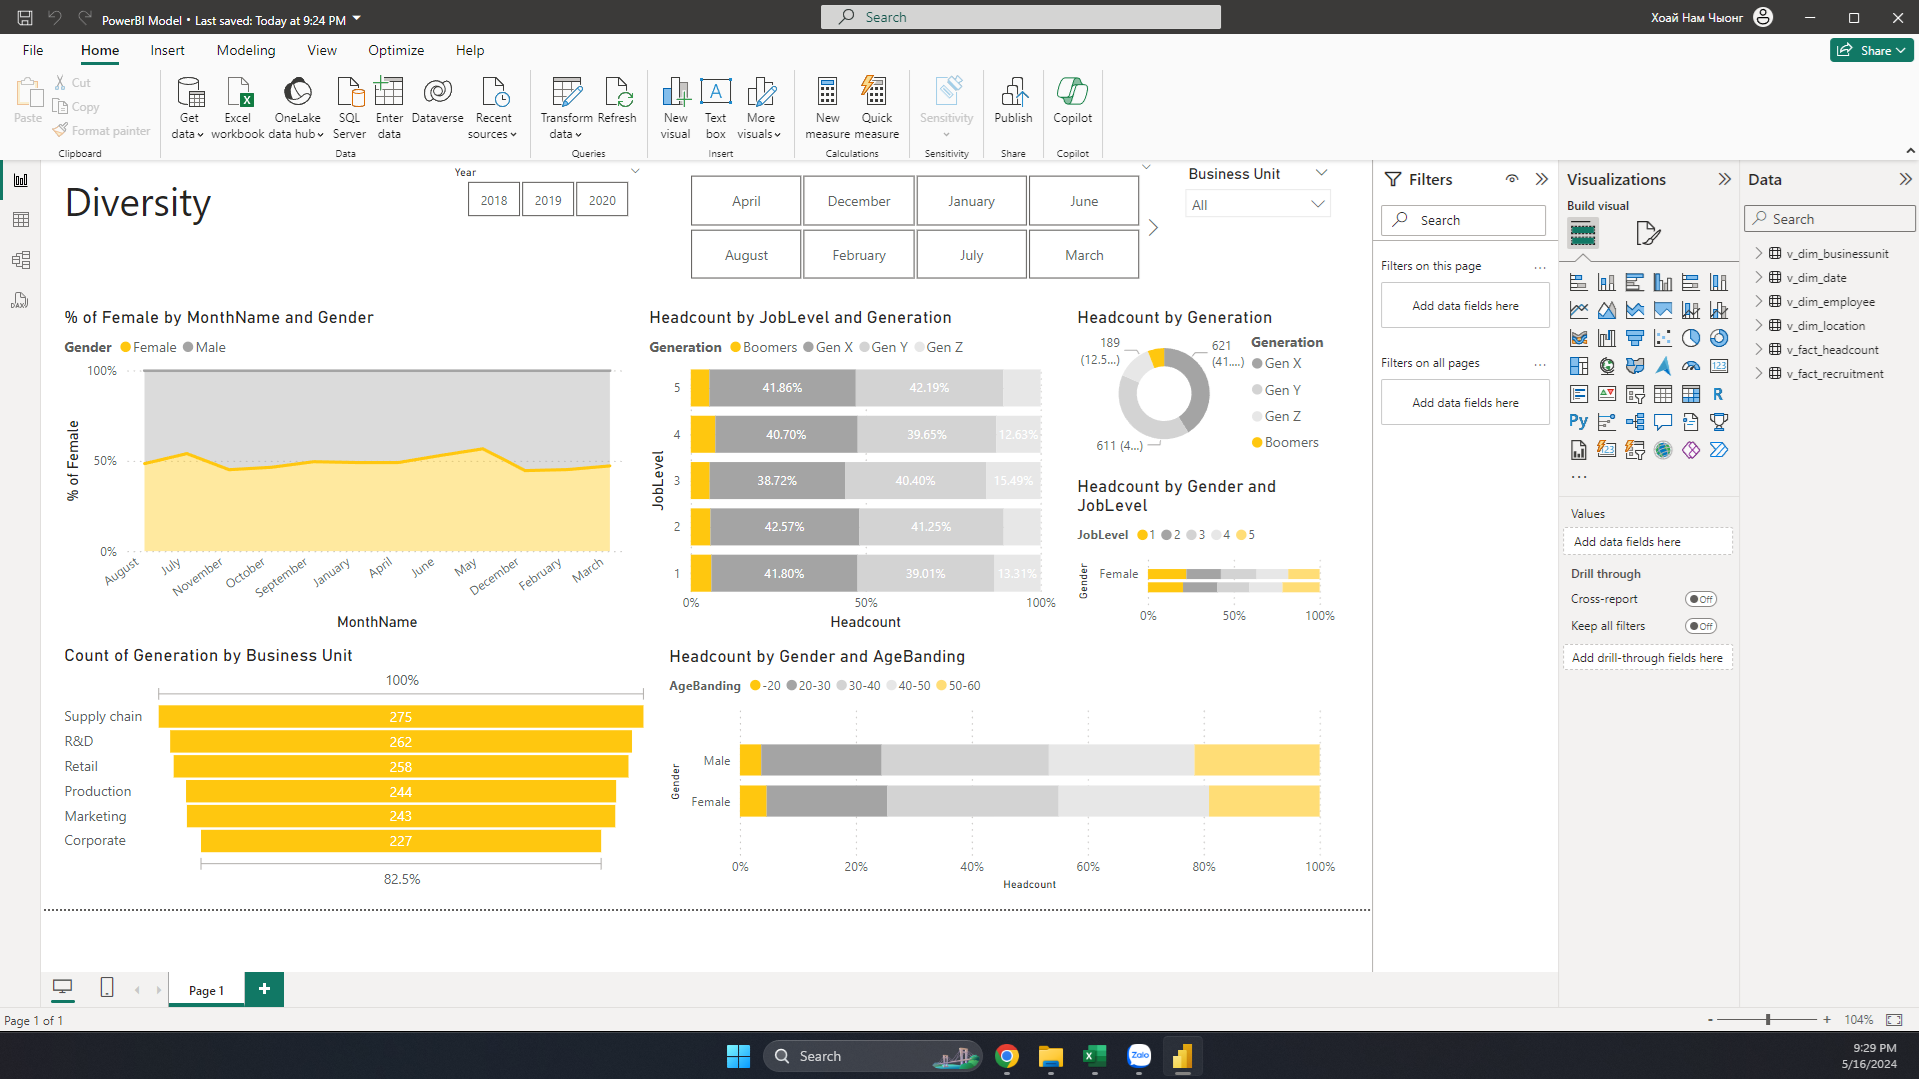 PowerBI Model • Last saved: Today at 9:24 PM
Search
Хоай Нам Чыонг
File Home Insert Modeling View Optimize Help
Share
Paste
Cut
Copy
Format painter
Clipboard
Get data
Excel workbook
OneLake data hub
SQL Server
Enter data
Dataverse
Recent sources
Data
Transform data
Refresh
Queries
New visual
Text box
More visuals
Insert
New measure
Quick measure
Calculations
Sensitivity
Sensitivity
Publish
Share
Copilot
Copilot
DAX
Diversity
Year
2018 2019 2020
April December January June
August February July March
Business Unit
All
% of Female by MonthName and Gender
Gender Female Male
% of Female
100%
50%
0%
August July November October September January April June May December February March
MonthName
Headcount by JobLevel and Generation
Generation Boomers Gen X Gen Y Gen Z
JobLevel
5 41.86% 42.19%
4 40.70% 39.65% 12.63%
3 38.72% 40.40% 15.49%
2 42.57% 41.25%
1 41.80% 39.01% 13.31%
0% 50% 100%
Headcount
Headcount by Generation
189
(12.5...)
621
(41....)
611 (4...)
Generation
Gen X
Gen Y
Gen Z
Boomers
Headcount by Gender and
JobLevel
JobLevel 1 2 3 4 5
Gender
Female
0% 50% 100%
Count of Generation by Business Unit
100%
Supply chain 275
R&D 262
Retail 258
Production 244
Marketing 243
Corporate 227
82.5%
Headcount by Gender and AgeBanding
AgeBanding -20 20-30 30-40 40-50 50-60
Gender
Male
Female
0% 20% 40% 60% 80% 100%
Headcount
Filters
Search
Filters on this page ...
Add data fields here
Filters on all pages ...
Add data fields here
Visualizations
Build visual
123
R
Py
123
...
Values
Add data fields here
Drill through
Cross-report Off
Keep all filters Off
Add drill-through fields here
Data
Search
v_dim_businessunit
v_dim_date
v_dim_employee
v_dim_location
v_fact_headcount
v_fact_recruitment
Page 1 +
Page 1 of 1
- + 104%
Search
Zalo
9:29 PM
5/16/2024